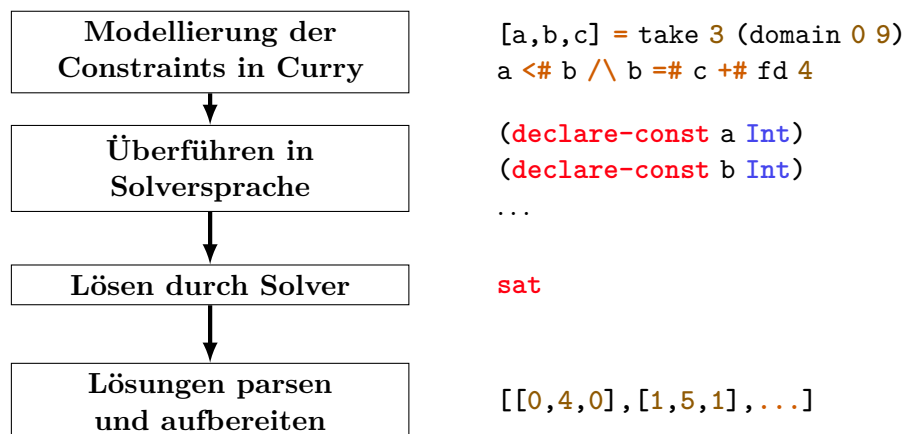 Modellierung der
Constraints in Curry
[a,b,c] = take 3 (domain 0 9)
a <# b /\ b =# c +# fd 4
Überführen in
Solversprache
(declare-const a Int)
(declare-const b Int)
...
Lösen durch Solver
sat
Lösungen parsen
und aufbereiten
[[0,4,0],[1,5,1],...]